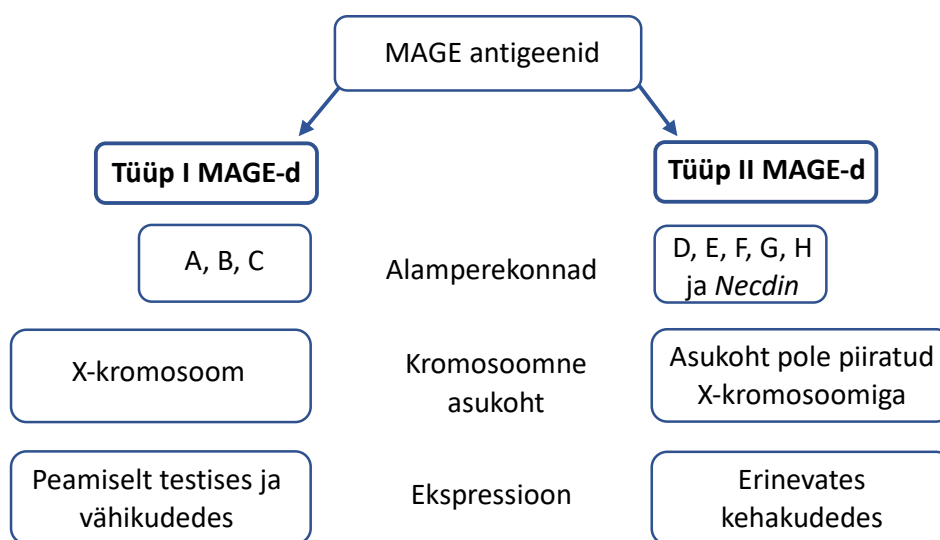 MAGE antigeenid
Tüüp I MAGE-d
Tüüp II MAGE-d
A, B, C
Alamperekonnad
D, E, F, G, H
ja Necdin
X-kromosoom
Kromosoomne
asukoht
Asukoht pole piiratud
X-kromosoomiga
Peamiselt testises ja
vähikudedes
Ekspressioon
Erinevates
kehakudedes